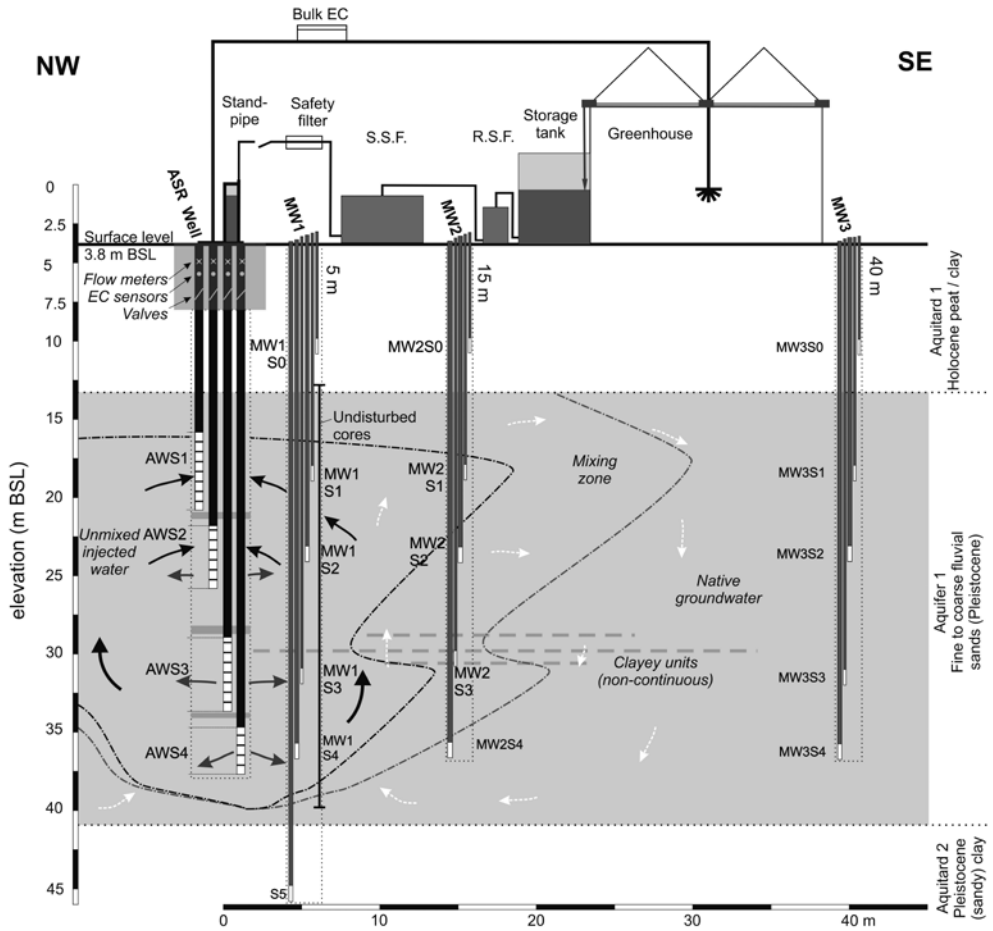 Bulk EC
NW
SE
Stand-
pipe
Safety
filter
S.S.F.
R.S.F.
Storage
tank
Greenhouse
ASR Well
MW1
MW2
MW3
0
2.5
5
7.5
10
15
20
25
30
35
40
45
elevation (m BSL)
Surface level
3.8 m BSL
Flow meters
EC sensors
Valves
5 m
15 m
40 m
MW1
S0
MW2S0
MW3S0
Undisturbed
cores
Mixing
zone
AWS1
MW1
S1
MW2
S1
MW3S1
Unmixed
injected
water
AWS2
MW1
S2
MW2
S2
MW3S2
Native
groundwater
Clayey units
(non-continuous)
AWS3
MW1
S3
MW2
S3
MW3S3
AWS4
MW1
S4
MW2S4
MW3S4
S5
Aquitard 1
Holocene peat / clay
Aquifer 1
Fine to coarse fluvial
sands (Pleistocene)
Aquitard 2
Pleistocene
(sandy) clay
0
10
20
30
40 m